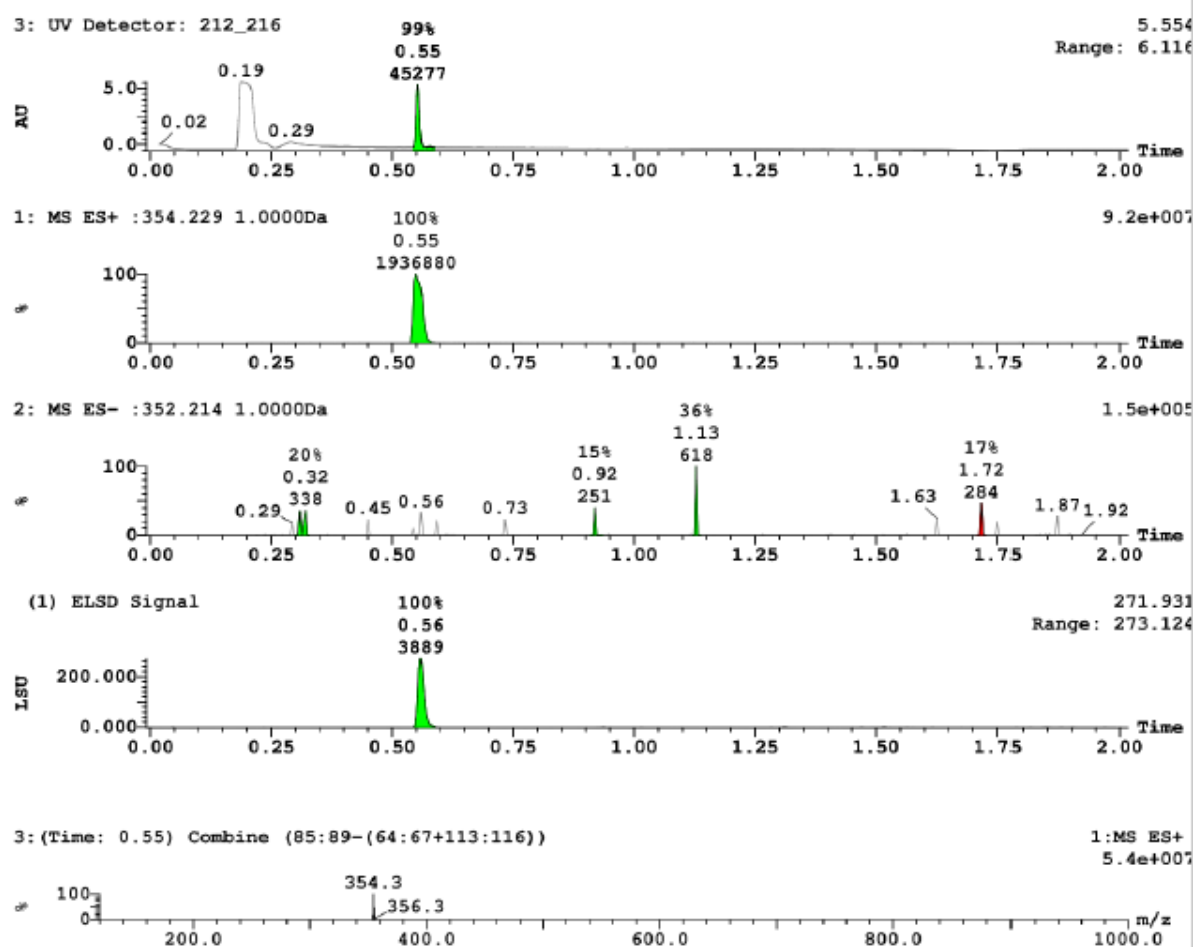 3: UV Detector: 212_216 5.554
99% Range: 6.116
0.55
0.19 45277
5.0
0.02 0.29
AU
0.0 Time
0.00 0.25 0.50 0.75 1.00 1.25 1.50 1.75 2.00
1: MS ES+ :354.229 1.0000Da 100% 9.2e+007
0.55
1936880
100
%
0 Time
0.00 0.25 0.50 0.75 1.00 1.25 1.50 1.75 2.00
2: MS ES- :352.214 1.0000Da 36% 1.5e+005
1.13
20% 15% 618 17%
0.32 0.92 1.72
100 338 251 284
0.29 0.45 0.56 0.73 1.63 1.87 1.92
%
0 Time
0.00 0.25 0.50 0.75 1.00 1.25 1.50 1.75 2.00
(1) ELSD Signal 100% 271.931
0.56 Range: 273.124
3889
200.000
LSU
0.000 Time
0.00 0.25 0.50 0.75 1.00 1.25 1.50 1.75 2.00
3:(Time: 0.55) Combine (85:89-(64:67+113:116)) 1:MS ES+
5.4e+007
354.3
100
356.3
%
0 m/z
200.0 400.0 600.0 800.0 1000.0